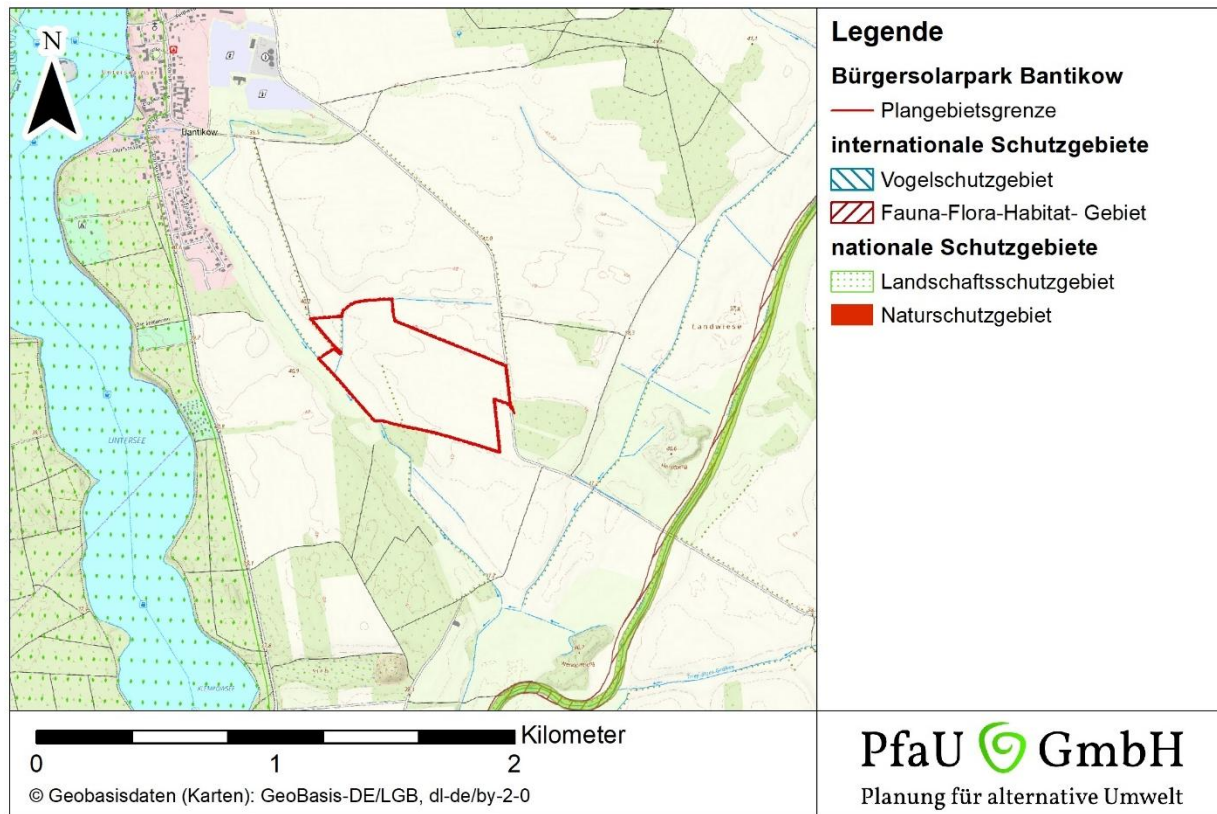 N
Bantikow
UNTERSEE
KLEMPOWSEE
Landwiese
Legende
Bürgersolarpark Bantikow
Plangebietsgrenze
internationale Schutzgebiete
Vogelschutzgebiet
Fauna-Flora-Habitat- Gebiet
nationale Schutzgebiete
Landschaftsschutzgebiet
Naturschutzgebiet
Kilometer
0 1 2
© Geobasisdaten (Karten): GeoBasis-DE/LGB, dl-de/by-2-0
PfaU GmbH
Planung für alternative Umwelt